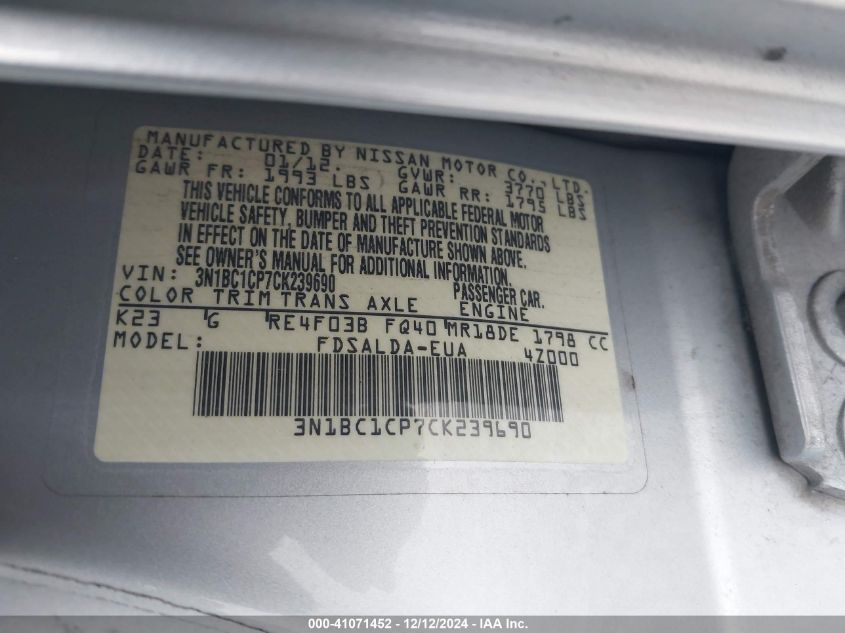 MANUFACTURED BY NISSAN MOTOR CO., LTD.
DATE: 01/12. GVWR: 3770 LBS
GAWR FR: 1993 LBS GAWR RR: 1795 LBS
THIS VEHICLE CONFORMS TO ALL APPLICABLE FEDERAL MOTOR
VEHICLE SAFETY, BUMPER AND THEFT PREVENTION STANDARDS
IN EFFECT ON THE DATE OF MANUFACTURE SHOWN ABOVE.
SEE OWNER'S MANUAL FOR ADDITIONAL INFORMATION.
VIN: 3N1BC1CP7CK239690 PASSENGER CAR.
COLOR TRIM TRANS AXLE ENGINE
K23 G RE4F03B FQ40 MR18DE 1798 CC
MODEL: FDSALDA-EUA 4Z000
3N1BC1CP7CK239690
000-41071452 - 12/12/2024 - IAA Inc.